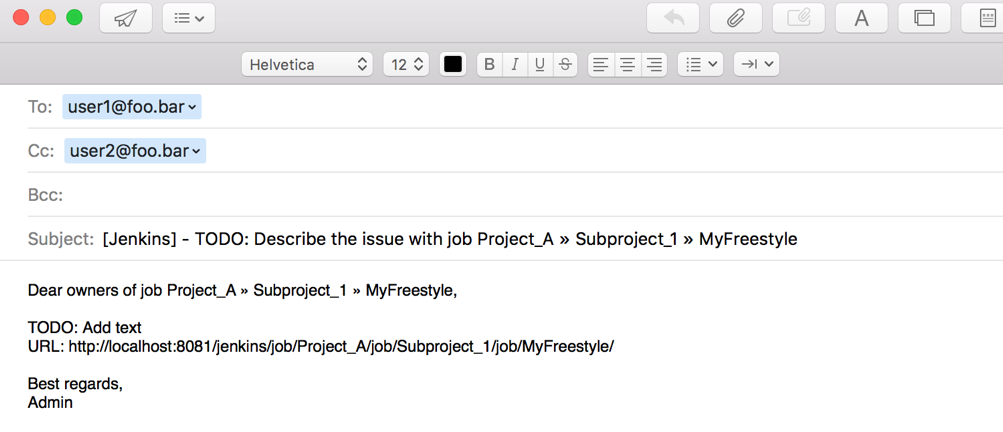 Helvetica 12 B I U S
A
To: user1@foo.bar
Cc: user2@foo.bar
Bcc:
Subject: [Jenkins] - TODO: Describe the issue with job Project_A » Subproject_1 » MyFreestyle
Dear owners of job Project_A » Subproject_1 » MyFreestyle,
TODO: Add text
URL: http://localhost:8081/jenkins/job/Project_A/job/Subproject_1/job/MyFreestyle/
Best regards,
Admin